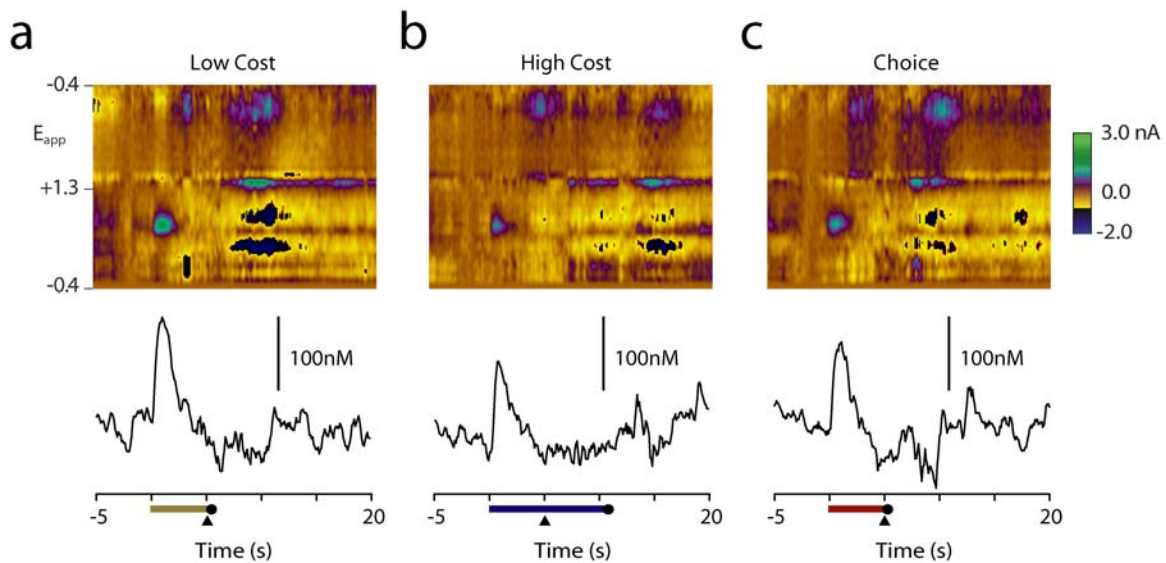 a
b
c
Low Cost
High Cost
Choice
-0.4
E_app
+1.3
-0.4
3.0 nA
0.0
-2.0
100nM
100nM
100nM
-5
20
-5
20
-5
20
Time (s)
Time (s)
Time (s)